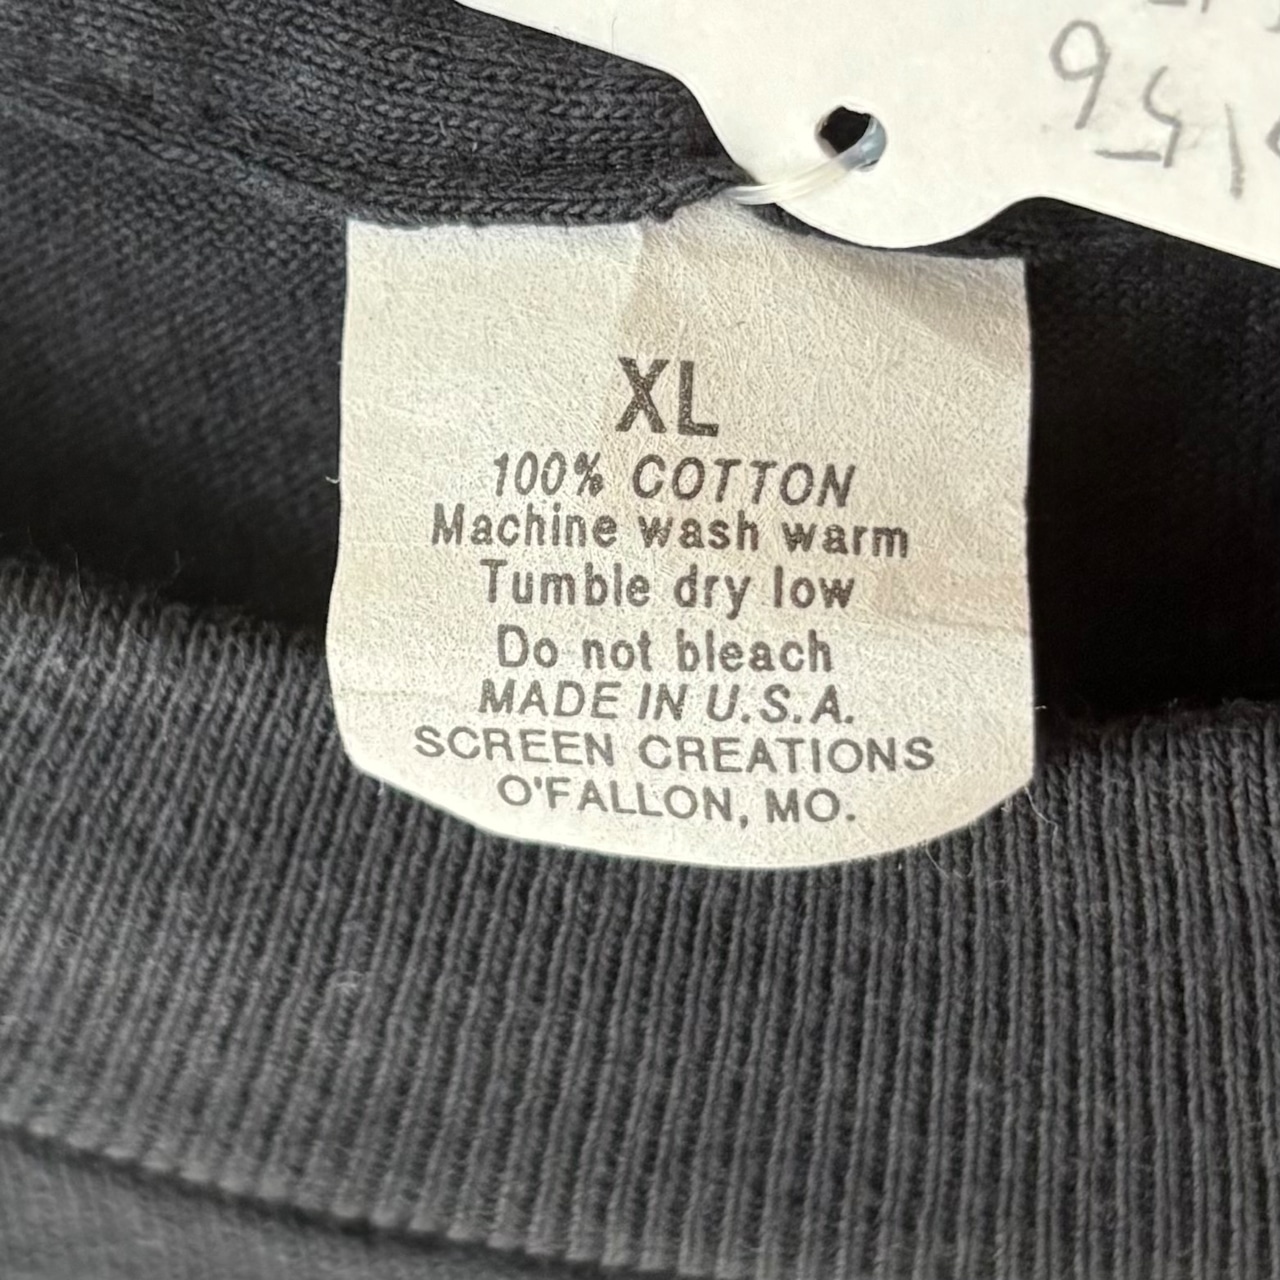 XL
100% COTTON
Machine wash warm
Tumble dry low
Do not bleach
MADE IN U.S.A.
SCREEN CREATIONS
O'FALLON, MO.